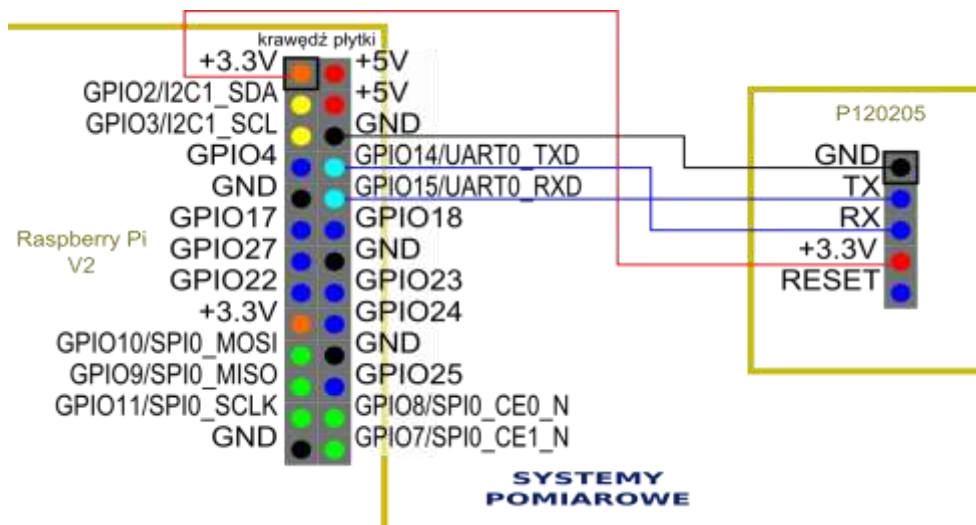 krawędź płytki
+3.3V
+5V
GPIO2/I2C1_SDA
+5V
GPIO3/I2C1_SCL
GND
GPIO4
GPIO14/UART0_TXD
GND
GPIO15/UART0_RXD
GPIO17
GPIO18
GPIO27
GND
GPIO22
GPIO23
+3.3V
GPIO24
GPIO10/SPI0_MOSI
GND
GPIO9/SPI0_MISO
GPIO25
GPIO11/SPI0_SCLK
GPIO8/SPI0_CE0_N
GND
GPIO7/SPI0_CE1_N
Raspberry Pi
V2
P120205
GND
TX
RX
+3.3V
RESET
SYSTEMY
POMIAROWE